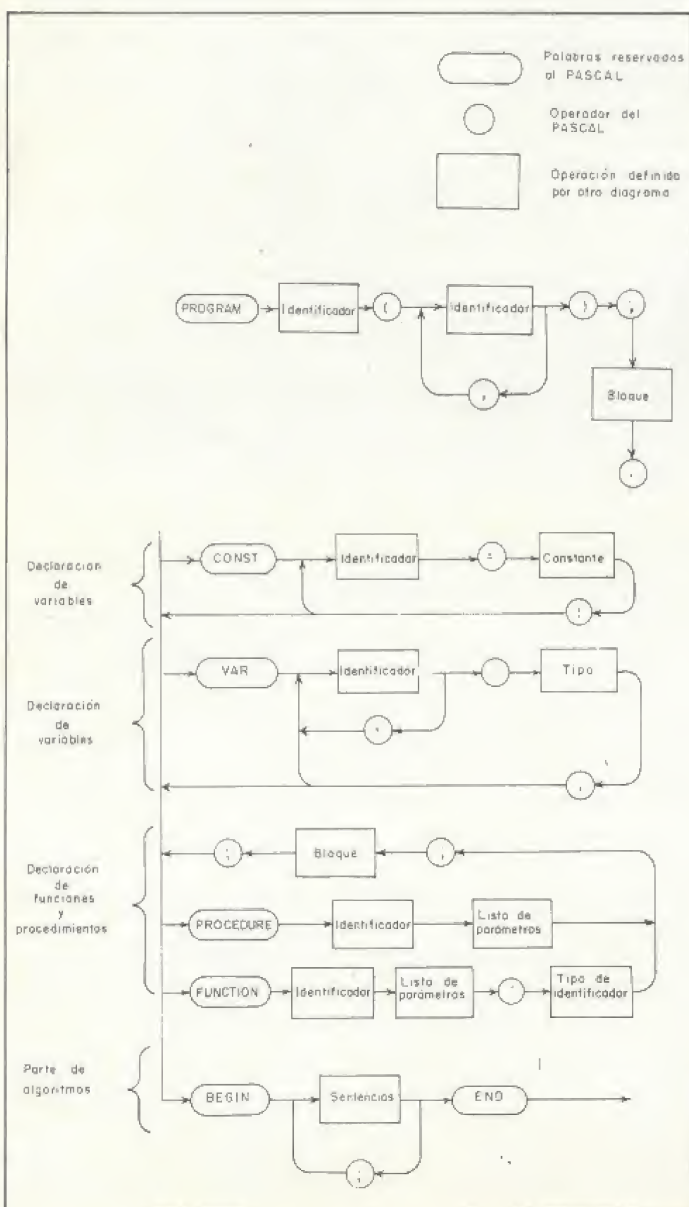 Palabras reservadas
al PASCAL
Operador del
PASCAL
Operación definida
por otro diagrama
PROGRAM
Identificador
(
Identificador
)
;
,
Bloque
.
Declaración
de
variables
CONST
Identificador
=
Constante
;
Declaración
de
variables
VAR
Identificador
Tipo
,
Declaración
de
funciones
y
procedimientos
;
Bloque
PROCEDURE
Identificador
Lista de
parámetros
FUNCTION
Identificador
Lista de
parámetros
Tipo de
identificador
Parte de
algoritmos
BEGIN
Sentencias
END
;